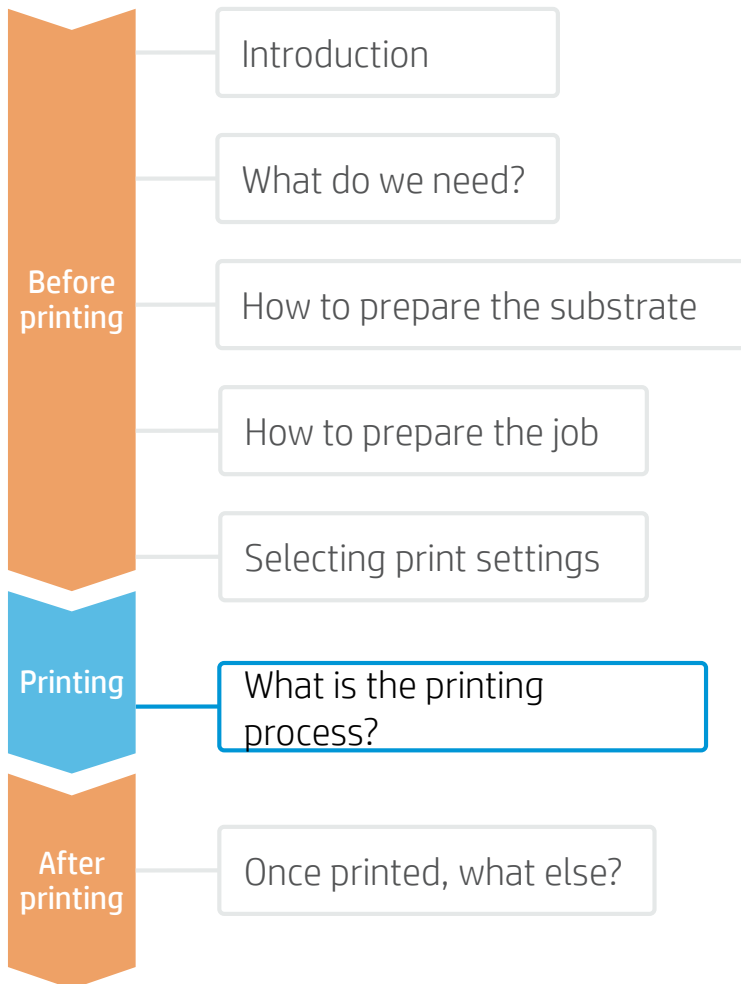 Introduction
What do we need?
Before
printing
How to prepare the substrate
How to prepare the job
Selecting print settings
Printing
What is the printing
process?
After
printing
Once printed, what else?